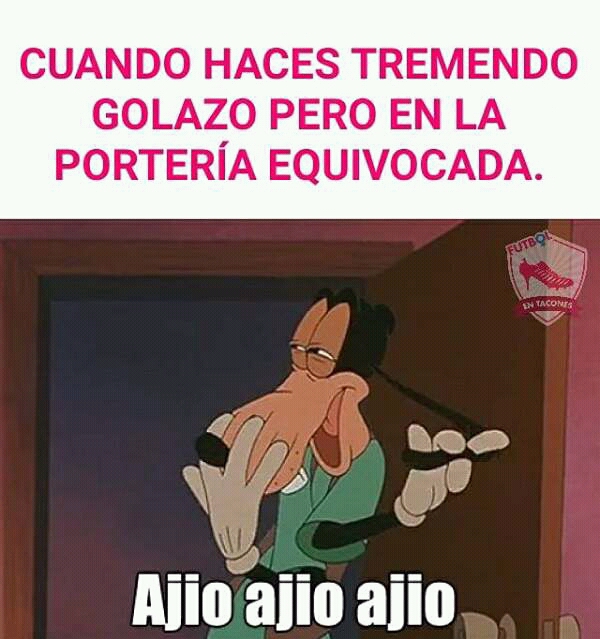 CUANDO HACES TREMENDO
GOLAZO PERO EN LA
PORTERÍA EQUIVOCADA.
FUTBOL
EN TACONES
Ajio ajio ajio